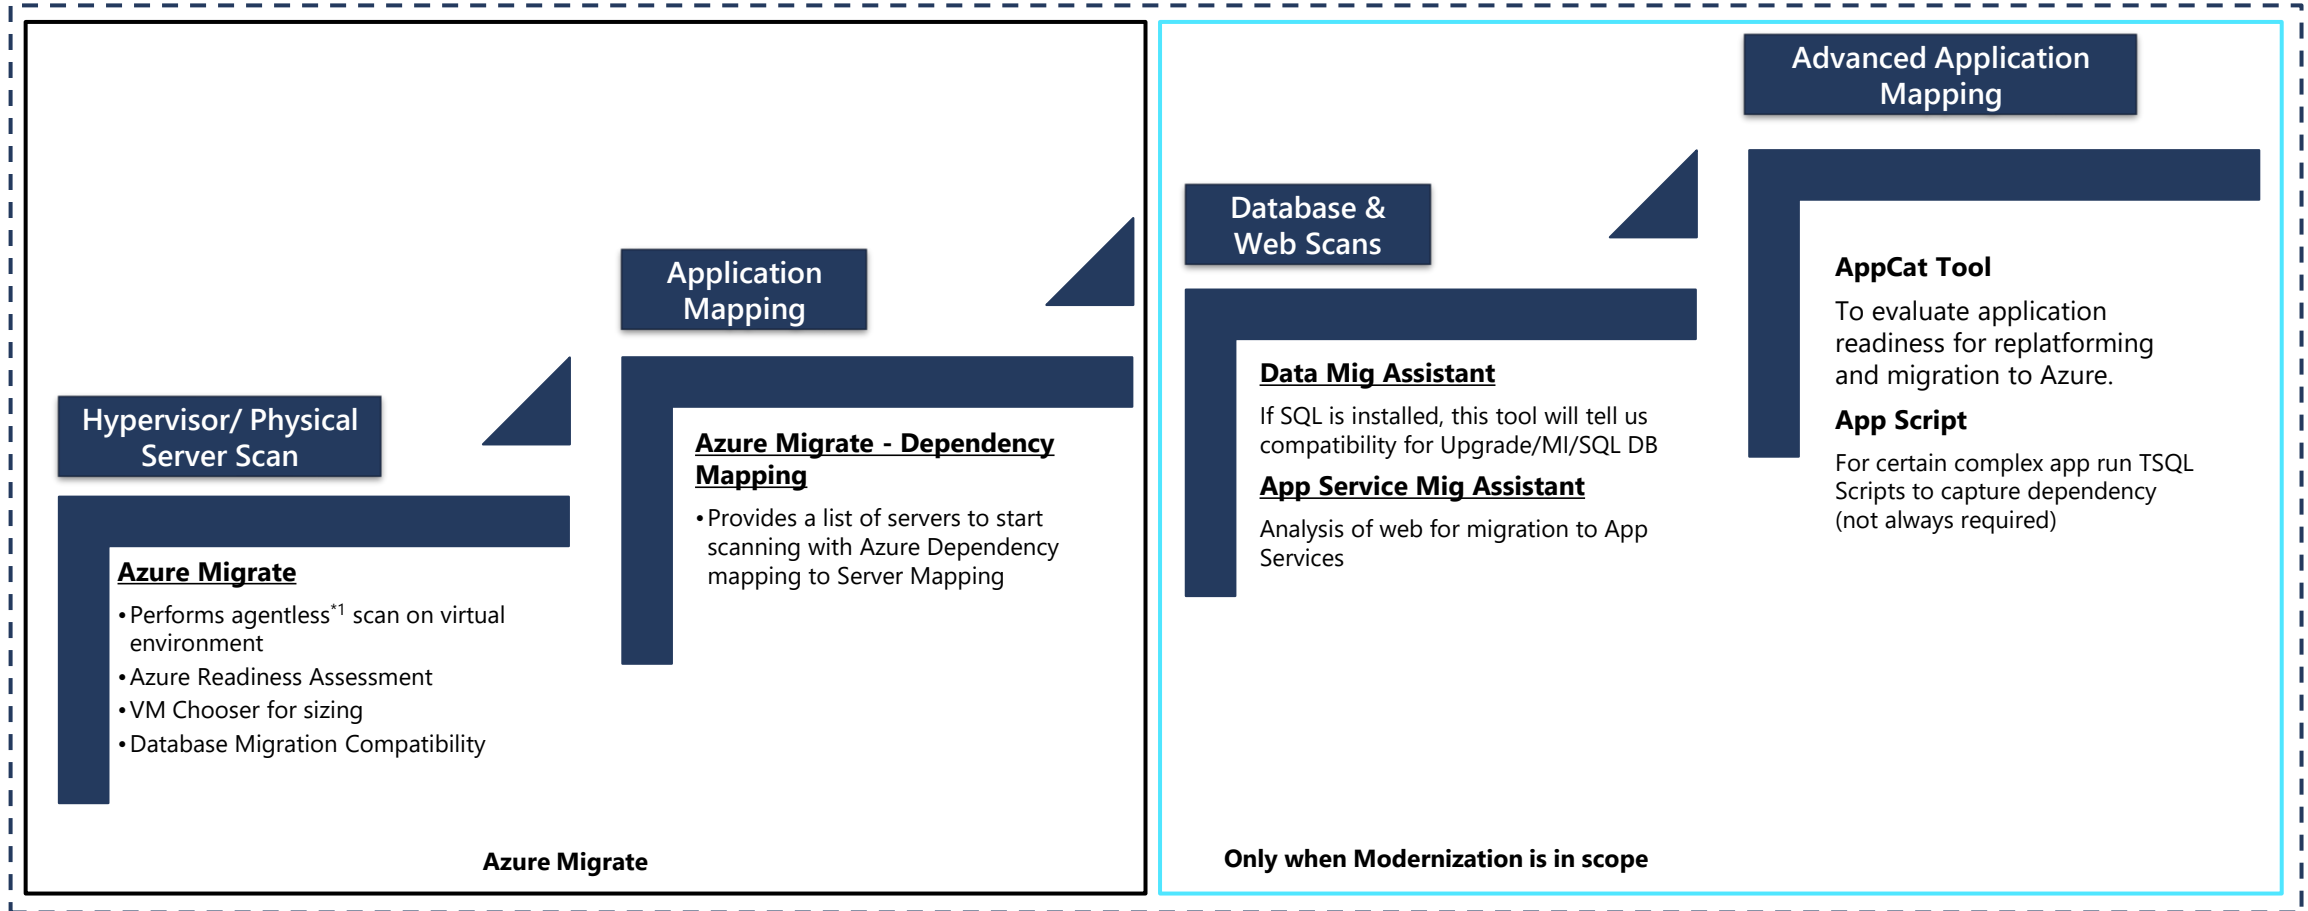 Hypervisor/ Physical
Server Scan
Azure Migrate
•Performs agentless*1 scan on virtual
environment
•Azure Readiness Assessment
•VM Chooser for sizing
•Database Migration Compatibility
Application
Mapping
Azure Migrate - Dependency
Mapping
•Provides a list of servers to start
scanning with Azure Dependency
mapping to Server Mapping
Azure Migrate
Database &
Web Scans
Data Mig Assistant
If SQL is installed, this tool will tell us
compatibility for Upgrade/MI/SQL DB
App Service Mig Assistant
Analysis of web for migration to App
Services
Advanced Application
Mapping
AppCat Tool
To evaluate application
readiness for replatforming
and migration to Azure.
App Script
For certain complex app run TSQL
Scripts to capture dependency
(not always required)
Only when Modernization is in scope